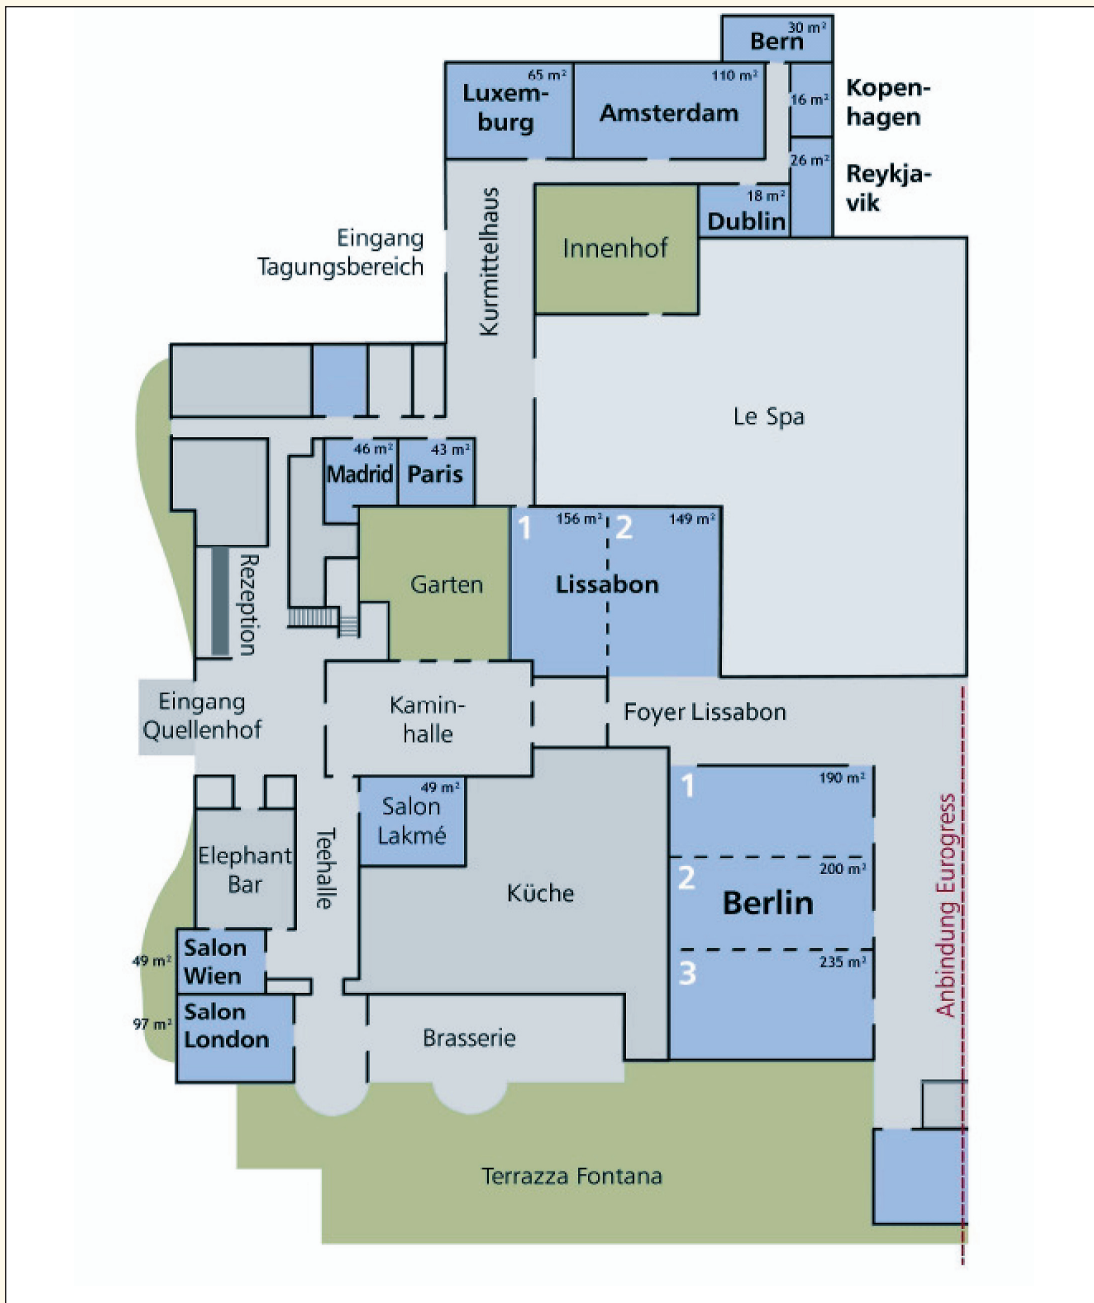 30 m²
Bern
65 m²
Luxem-
burg
110 m²
Amsterdam
16 m²
Kopen-
hagen
26 m²
Reykja-
vik
18 m²
Dublin
Innenhof
Eingang
Tagungsbereich
Kurmittelhaus
Le Spa
46 m²
Madrid
43 m²
Paris
1
156 m²
2
149 m²
Lissabon
Garten
Rezeption
Eingang
Quellenhof
Kamin-
halle
Foyer Lissabon
49 m²
Salon
Lakmé
1
190 m²
Elephant
Bar
Teehalle
Küche
2
200 m²
Berlin
3
235 m²
Anbindung Eurogress
49 m²
Salon
Wien
97 m²
Salon
London
Brasserie
Terrazza Fontana